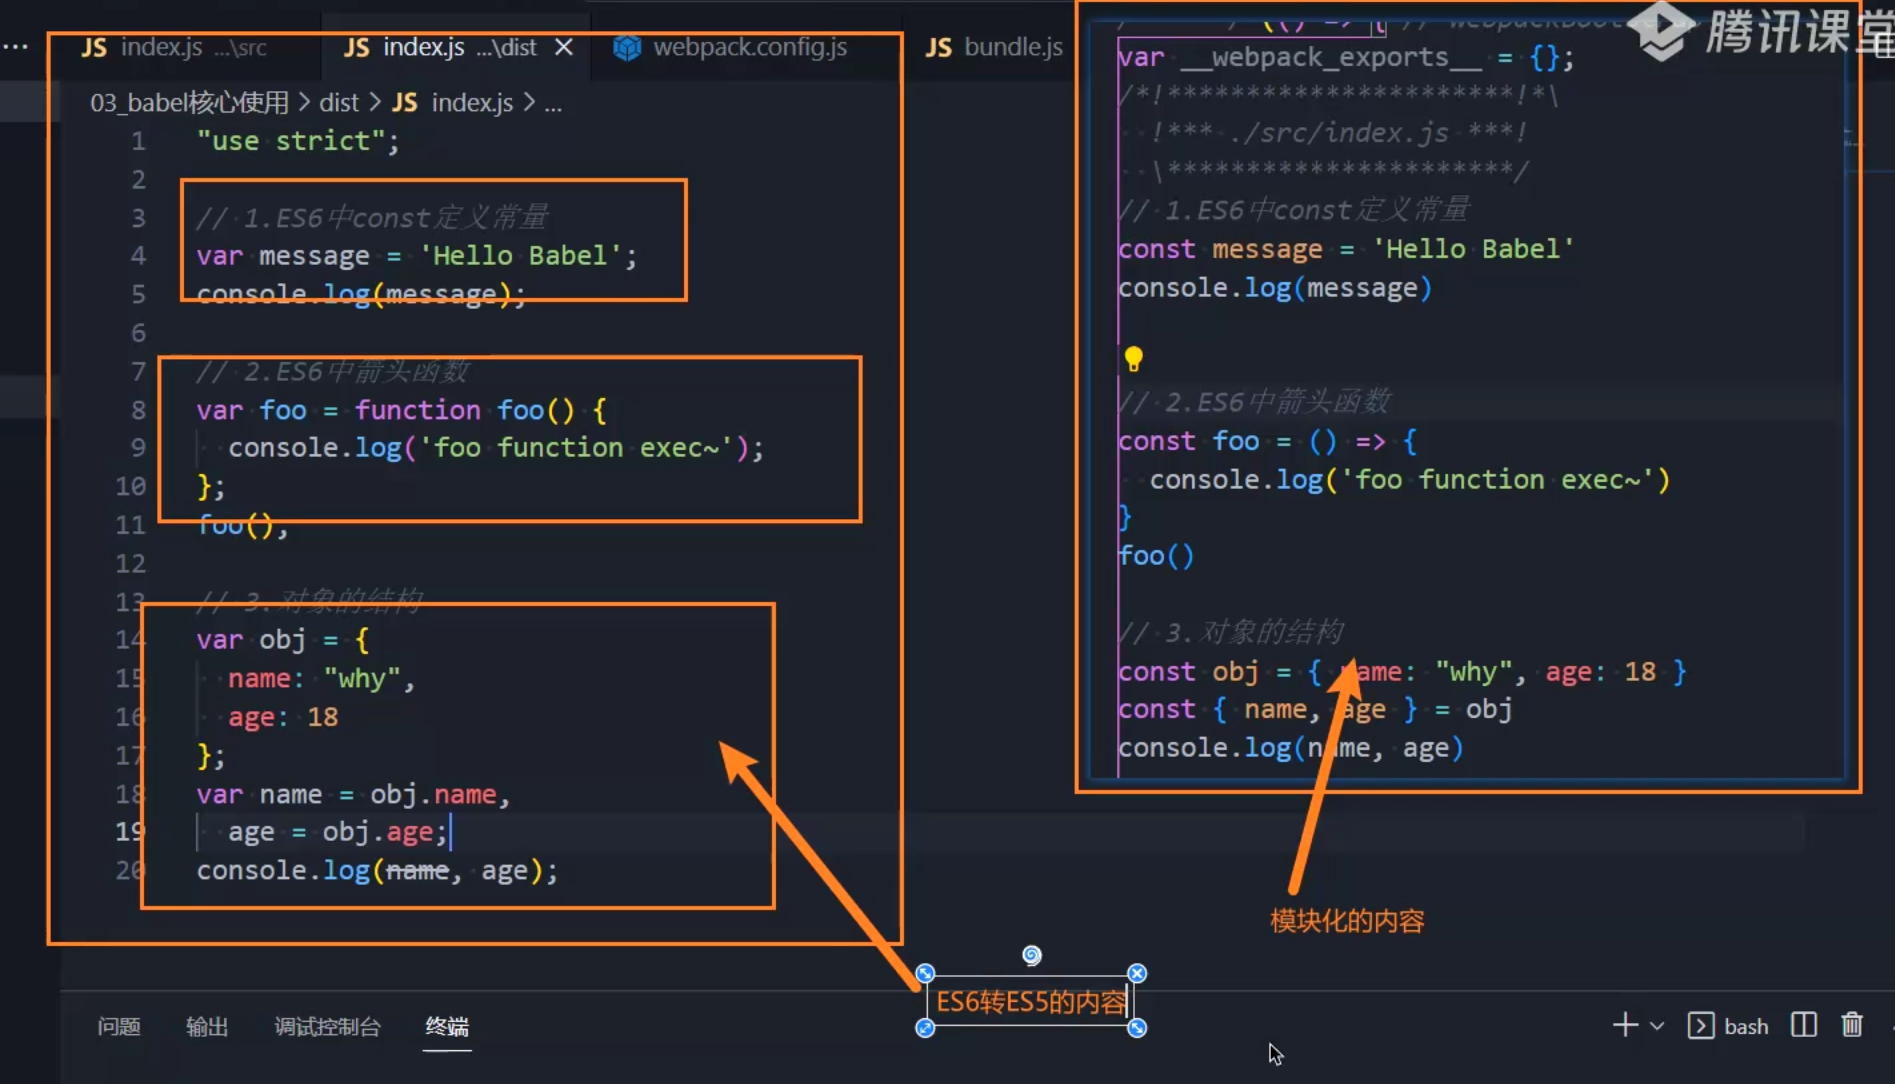 JS index.js ...\src
JS index.js ...\dist
webpack.config.js
JS bundle.js
03_babel核心使用 > dist > JS index.js > ...
1 "use strict";
2
3 // 1.ES6中const定义常量
4 var message = 'Hello Babel';
5 console.log(message);
6
7 // 2.ES6中箭头函数
8 var foo = function foo() {
9 console.log('foo function exec~');
10 };
11 foo();
12
13 // 3.对象的结构
14 var obj = {
15 name: "why",
16 age: 18
17 };
18 var name = obj.name,
19 age = obj.age;
20 console.log(name, age);
腾讯课堂
var __webpack_exports__ = {};
/*!**********************!*\
!*** ./src/index.js ***!
\**********************/
// 1.ES6中const定义常量
const message = 'Hello Babel'
console.log(message)
// 2.ES6中箭头函数
const foo = () => {
console.log('foo function exec~')
}
foo()
// 3.对象的结构
const obj = { name: "why", age: 18 }
const { name, age } = obj
console.log(name, age)
模块化的内容
ES6转ES5的内容
问题 输出 调试控制台 终端
bash